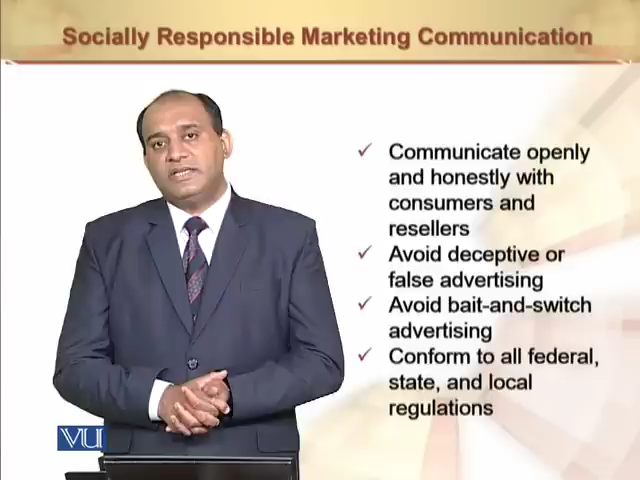 Socially Responsible Marketing Communication
✓ Communicate openly
and honestly with
consumers and
resellers
✓ Avoid deceptive or
false advertising
✓ Avoid bait-and-switch
advertising
✓ Conform to all federal,
state, and local
regulations
VU